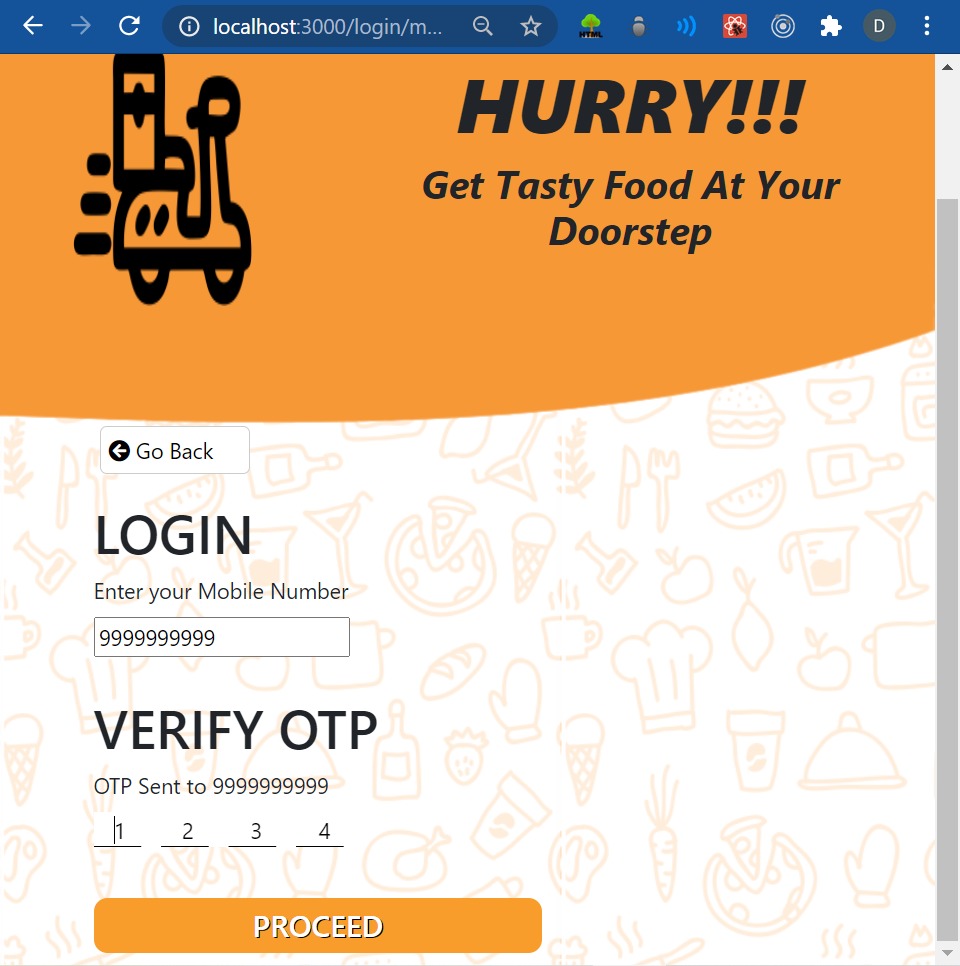 localhost:3000/login/m...
HTML
D
HURRY!!!
Get Tasty Food At Your
Doorstep
Go Back
LOGIN
Enter your Mobile Number
9999999999
VERIFY OTP
OTP Sent to 9999999999
1 2 3 4
PROCEED